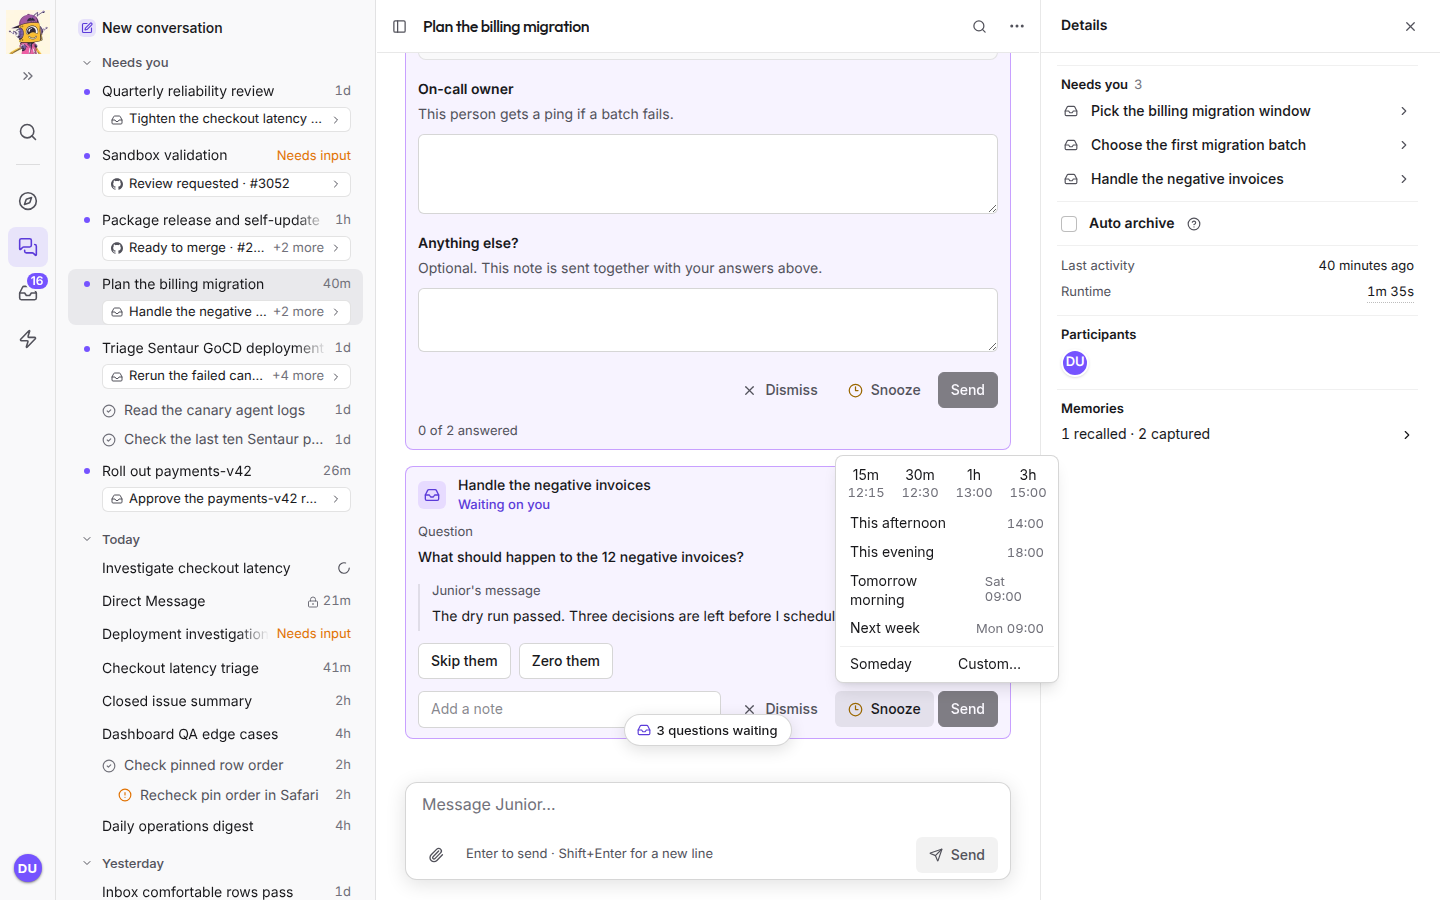 New conversation
Needs you
Quarterly reliability review 1d
Tighten the checkout latency ...
Sandbox validation Needs input
Review requested · #3052
Package release and self-update 1h
Ready to merge · #2... +2 more
Plan the billing migration 40m
Handle the negative ... +2 more
Triage Sentaur GoCD deployment 1d
Rerun the failed can... +4 more
Read the canary agent logs 1d
Check the last ten Sentaur p... 1d
Roll out payments-v42 26m
Approve the payments-v42 r...
Today
Investigate checkout latency
Direct Message 21m
Deployment investigation Needs input
Checkout latency triage 41m
Closed issue summary 2h
Dashboard QA edge cases 4h
Check pinned row order 2h
Recheck pin order in Safari 2h
Daily operations digest 4h
Yesterday
Inbox comfortable rows pass 1d
16
DU
Plan the billing migration
On-call owner
This person gets a ping if a batch fails.
Anything else?
Optional. This note is sent together with your answers above.
Dismiss Snooze Send
0 of 2 answered
Handle the negative invoices
Waiting on you
Question
What should happen to the 12 negative invoices?
Junior's message
The dry run passed. Three decisions are left before I schedul
Skip them Zero them
Add a note Dismiss Snooze Send
3 questions waiting
15m 30m 1h 3h
12:15 12:30 13:00 15:00
This afternoon 14:00
This evening 18:00
Tomorrow morning Sat 09:00
Next week Mon 09:00
Someday Custom...
Message Junior...
Enter to send · Shift+Enter for a new line
Send
Details
Needs you 3
Pick the billing migration window
Choose the first migration batch
Handle the negative invoices
Auto archive
Last activity 40 minutes ago
Runtime 1m 35s
Participants
DU
Memories
1 recalled · 2 captured